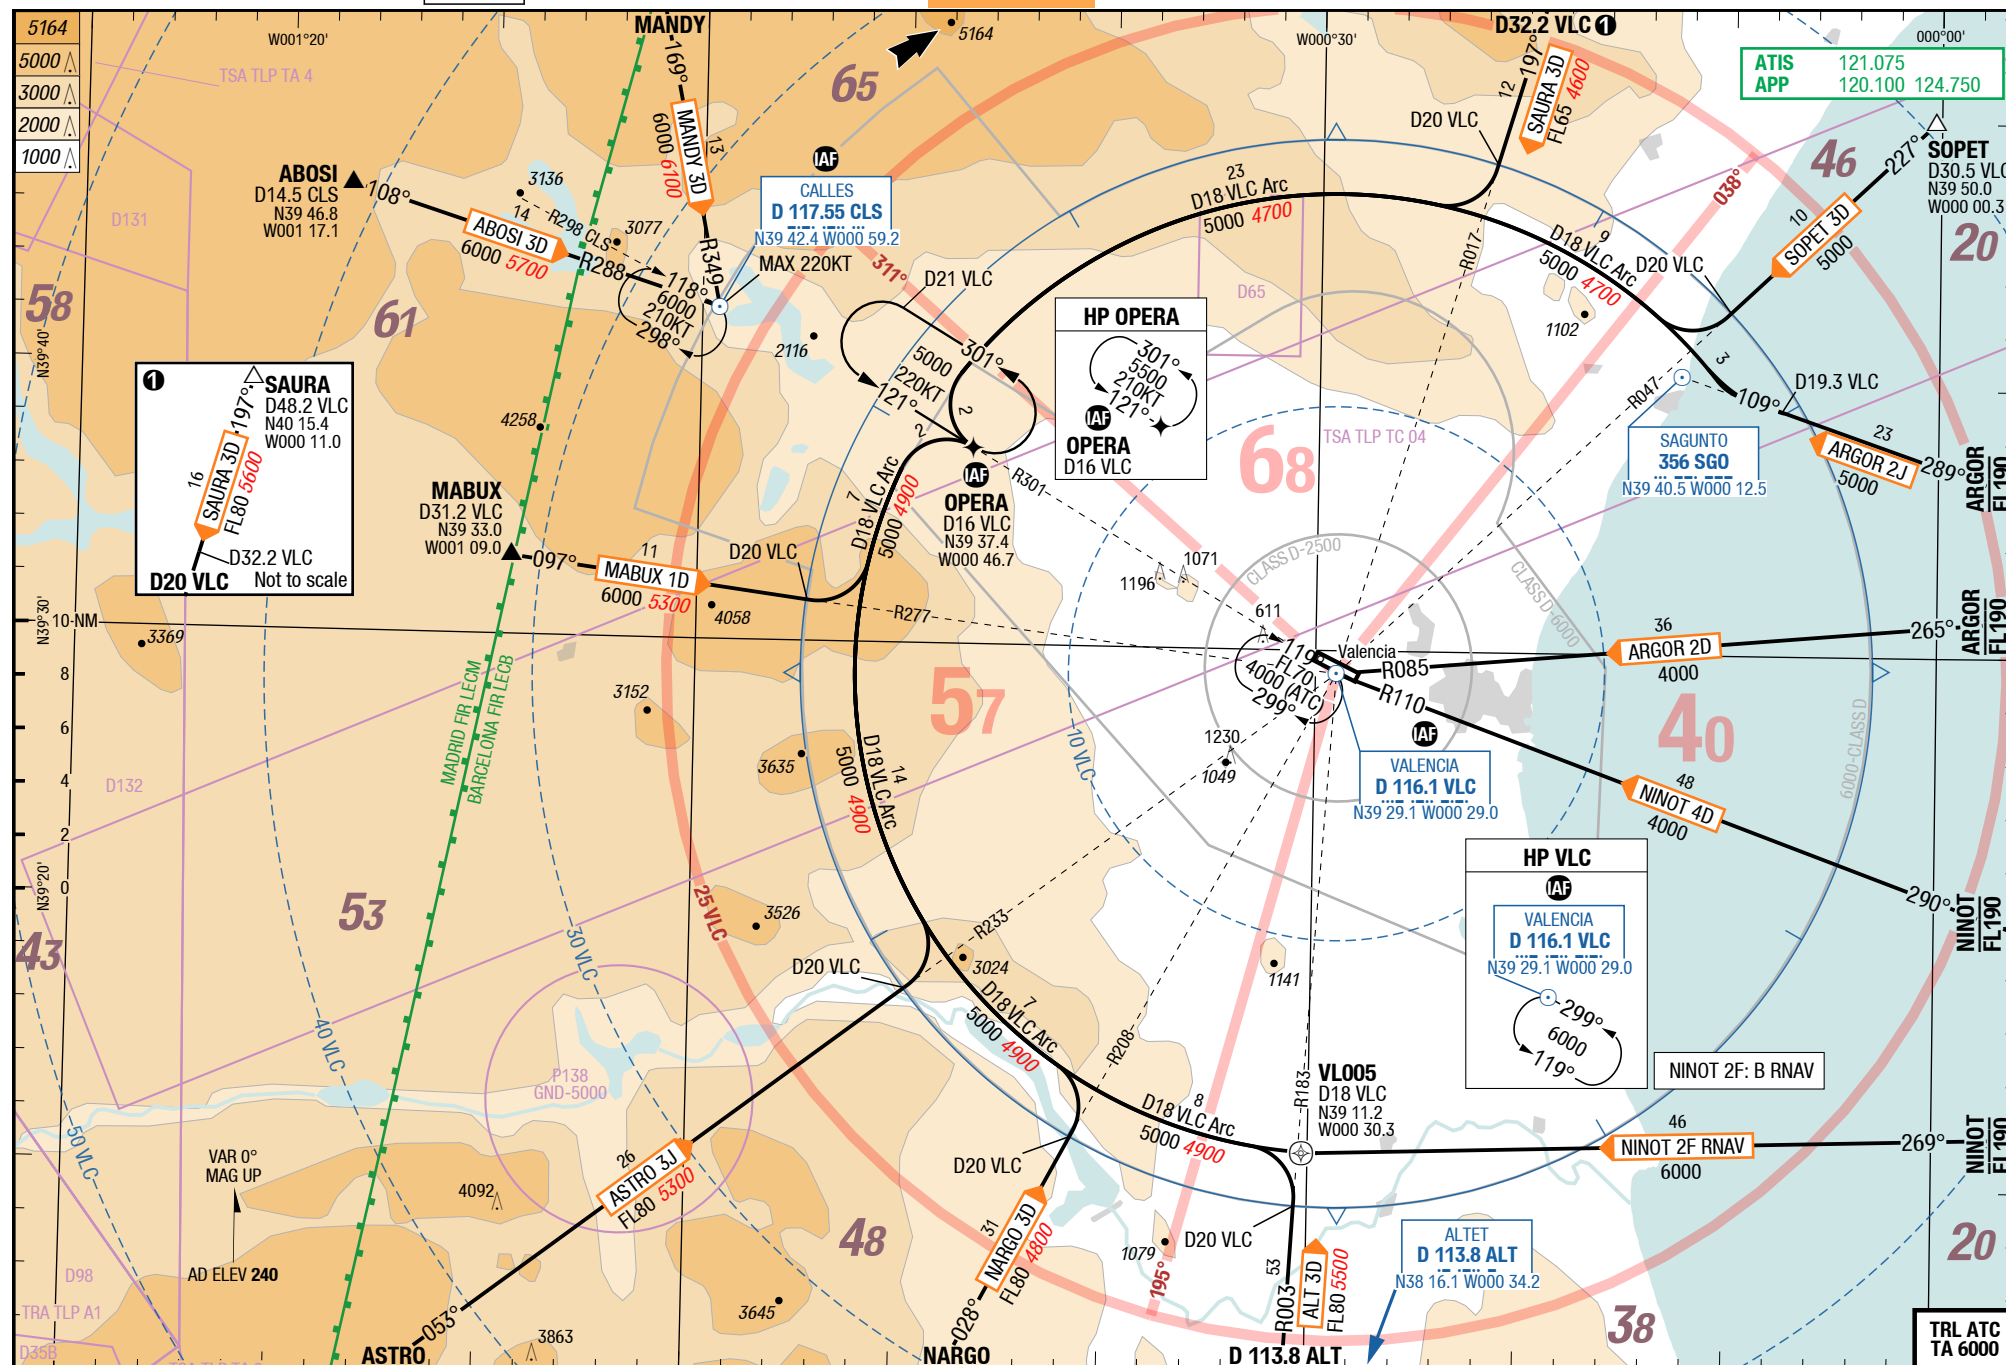 5164
5000
3000
2000
1000
W001°20'
TSA TLP TA 4
MANDY
169°
13
MANDY 3D
6000 6100
R349
65
5164
W000°30'
D32.2 VLC 1
197°
12
SAURA 3D
FL65 4600
D20 VLC
000°00'
ATIS 121.075
APP 120.100 124.750
46
227°
SOPET
D30.5 VLC
N39 50.0
W000 00.3
10
SOPET 3D
5000
20
038°
ABOSI
D14.5 CLS
N39 46.8
W001 17.1
108°
14
ABOSI 3D
6000 5700
R288
3136
R298 CLS
3077
118°
6000
210KT
298°
IAF
CALLES
D 117.55 CLS
N39 42.4 W000 59.2
MAX 220KT
311°
D21 VLC
23
D18 VLC Arc
5000 4700
9
D18 VLC Arc
5000 4700
D20 VLC
R017
D131
58
61
D65
1102
2116
5000
220KT
301°
121°
2
2
HP OPERA
301°
5500
210KT
121°
IAF
OPERA
D16 VLC
3
R047
109°
D19.3 VLC
23
ARGOR 2J
5000
289°
ARGOR
FL190
SAGUNTO
356 SGO
N39 40.5 W000 12.5
TSA TLP TC 04
68
N39°40'
1
SAURA
D48.2 VLC
N40 15.4
W000 11.0
197°
16
SAURA 3D
FL80 5600
D32.2 VLC
D20 VLC
Not to scale
4258
MABUX
D31.2 VLC
N39 33.0
W001 09.0
097°
11
MABUX 1D
6000 5300
D20 VLC
4058
R277
7
D18 VLC Arc
5000 4900
IAF
OPERA
D16 VLC
N39 37.4
W000 46.7
R301
1196
1071
CLASS D-2500
CLASS D-6000
611
N39°30'
10 NM
8
6
4
2
0
3369
MADRID FIR LECM
BARCELONA FIR LECB
3152
57
119°
FL70
4000 (ATC)
299°
Valencia
R085
R110
36
ARGOR 2D
4000
265°
ARGOR
FL190
40
IAF
VALENCIA
D 116.1 VLC
N39 29.1 W000 29.0
48
NINOT 4D
4000
290°
NINOT
FL190
6000-CLASS D
1230
1049
10 VLC
3635
14
D18 VLC Arc
5000 4900
D132
N39°20'
53
43
25 VLC
30 VLC
40 VLC
50 VLC
3526
R233
3024
D20 VLC
7
D18 VLC Arc
5000 4900
1141
HP VLC
IAF
VALENCIA
D 116.1 VLC
N39 29.1 W000 29.0
299°
6000
119°
NINOT 2F: B RNAV
R208
R183
VL005
D18 VLC
N39 11.2
W000 30.3
8
D18 VLC Arc
5000 4900
P138
GND-5000
46
NINOT 2F RNAV
6000
269°
NINOT
FL190
VAR 0°
MAG UP
AD ELEV 240
4092
26
ASTRO 3J
FL80 5300
053°
ASTRO
3863
48
3645
D20 VLC
31
NARGO 3D
FL80 4800
028°
NARGO
1079
195°
D20 VLC
53
R003
ALT 3D
FL80 5500
D 113.8 ALT
ALTET
D 113.8 ALT
N38 16.1 W000 34.2
38
20
D98
TRA TLP A1
D35B
TRL ATC
TA 6000